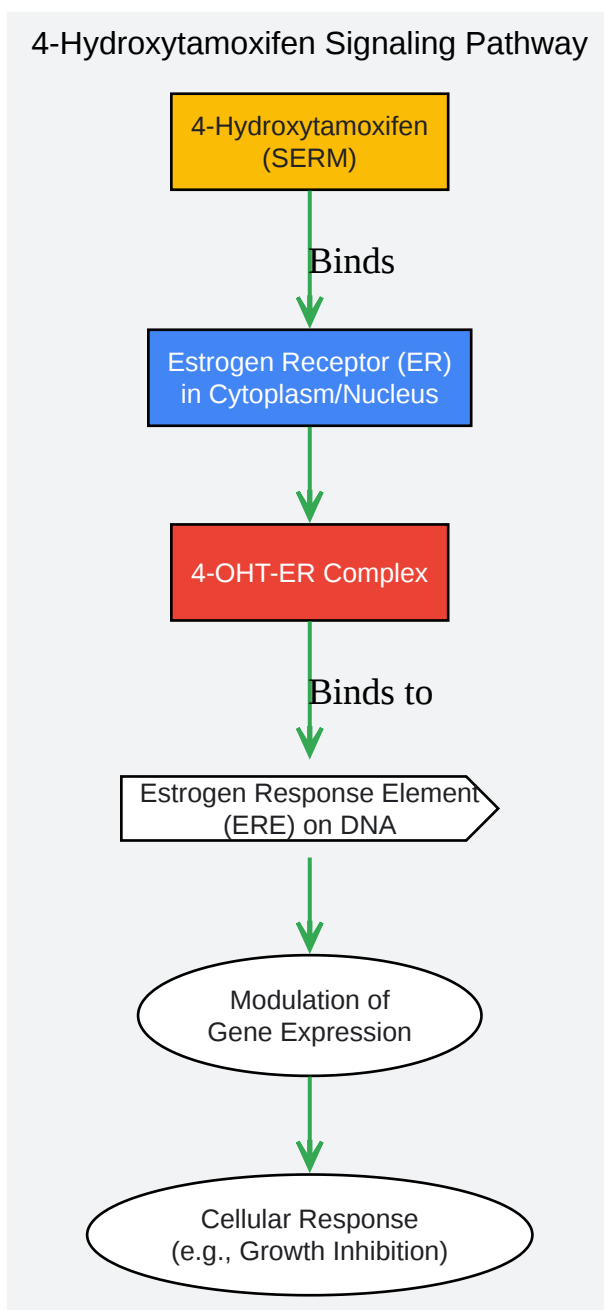 4-Hydroxytamoxifen Signaling Pathway
4-Hydroxytamoxifen
(SERM)
Binds
Estrogen Receptor (ER)
in Cytoplasm/Nucleus
4-OHT-ER Complex
Binds to
Estrogen Response Element
(ERE) on DNA
Modulation of
Gene Expression
Cellular Response
(e.g., Growth Inhibition)